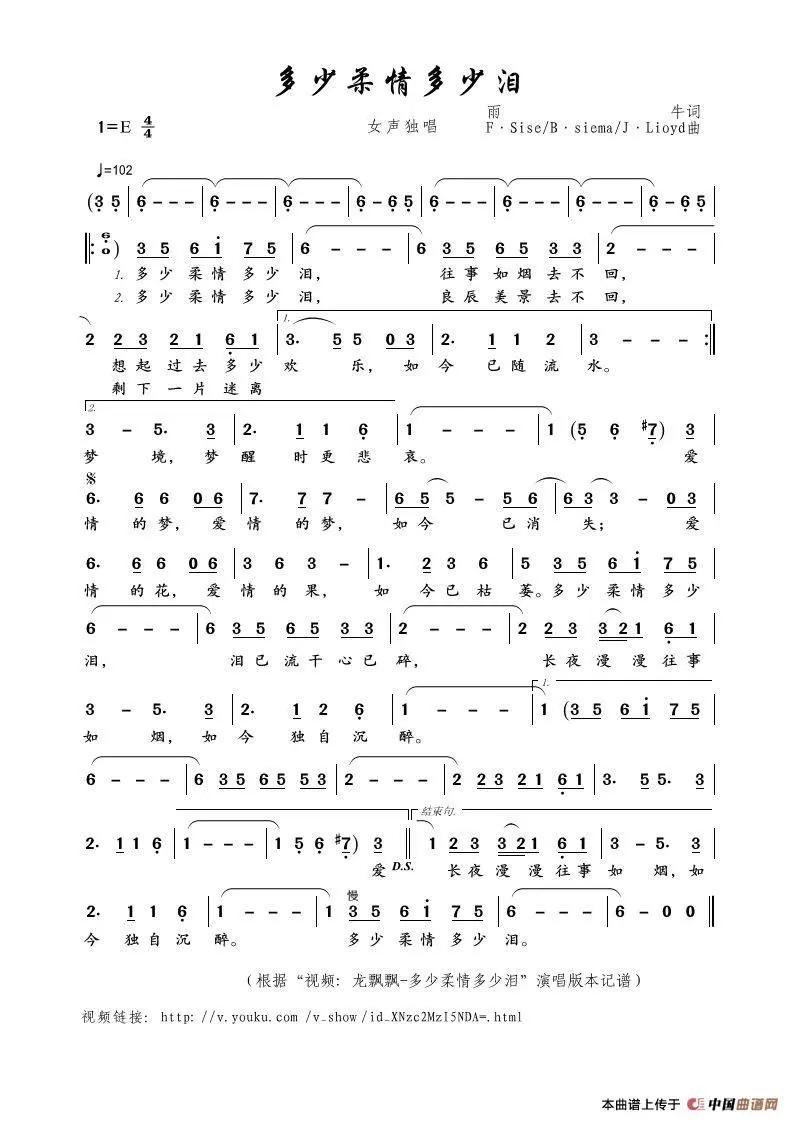 多少柔情多少泪
1=E 4/4 女声独唱 雨 牛词
F·Sise/B·siema/J·Lioyd曲
♩=102
(3 5 | 6 - - - | 6 - - - | 6 - - - | 6 - 6 5 | 6 - - - | 6 - - - | 6 - - - | 6 - 6 5 |
‖: 6 0 ) 3 5 6 1 7 5 | 6 - - - | 6 3 5 6 5 3 3 | 2 - - - |
1. 多少柔情多少泪， 往事如烟去不回，
2. 多少柔情多少泪， 良辰美景去不回，
1.
2 2 3 2 1 6 1 | 3. 5 5 0 3 | 2. 1 1 2 | 3 - - - :‖
想起过去多少欢 乐，如今 已随流水。
剩下一片迷离
2.
3 - 5. 3 | 2. 1 1 6 | 1 - - - | 1 (5 6 #7) 3 |
梦 境，梦醒 时更悲哀。 爱
6. 6 6 0 6 | 7. 7 7 - | 6 5 5 - 5 6 | 6 3 3 - 0 3 |
情 的梦，爱情 的梦， 如今 已消 失； 爱
6. 6 6 0 6 | 3 6 3 - | 1. 2 3 6 | 5 3 5 6 1 7 5 |
情 的花，爱情的果， 如 今已枯萎。多少柔情多少
6 - - - | 6 3 5 6 5 3 3 | 2 - - - | 2 2 3 3 2 1 6 1 |
泪， 泪已流干心已碎， 长夜漫漫往事
1.
3 - 5. 3 | 2. 1 2 6 | 1 - - - | 1 (3 5 6 1 7 5 |
如 烟，如今 独自沉醉。
6 - - - | 6 3 5 6 5 5 3 | 2 - - - | 2 2 3 2 1 6 1 | 3. 5 5. 3 |
结束句.
2. 1 1 6 | 1 - - - | 1 5 6 #7) 3 ‖ 1 2 3 3 2 1 6 1 | 3 - 5. 3 |
爱 D.S. 长夜漫漫往事如 烟，如
慢
2. 1 1 6 | 1 - - - | 1 3 5 6 1 7 5 | 6 - - - | 6 - 0 0 ‖
今 独自沉醉。 多少柔情多少泪。
（根据“视频：龙飘飘-多少柔情多少泪”演唱版本记谱）
视频链接：http://v.youku.com/v_show/id_XNzc2MzI5NDA=.html
本曲谱上传于 中国曲谱网